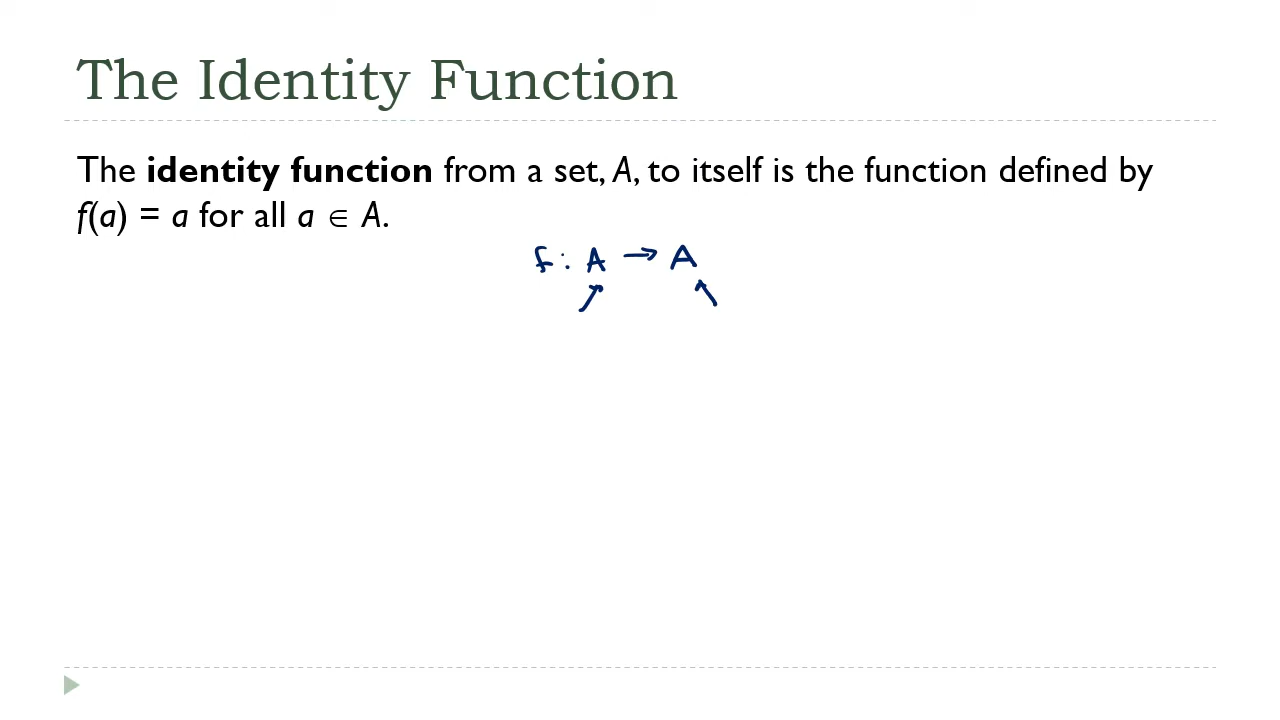 The Identity Function
The identity function from a set, A, to itself is the function defined by
f(a) = a for all a ∈ A.
f: A → A